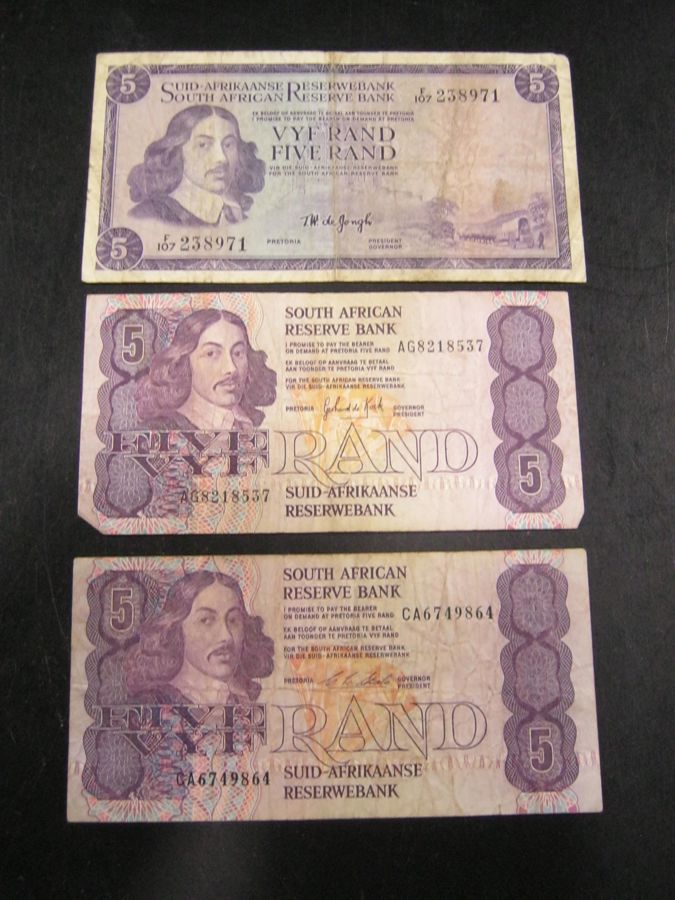 5 5
SUID-AFRIKAANSE RESERWEBANK
SOUTH AFRICAN RESERVE BANK
F/107 238971
EK BELOOF OP AANVRAAG TE BETAAL AAN TOONDER TE PRETORIA
I PROMISE TO PAY THE BEARER ON DEMAND AT PRETORIA
VYF RAND
FIVE RAND
VIR DIE SUID-AFRIKAANSE RESERWEBANK
FOR THE SOUTH AFRICAN RESERVE BANK
T.W. de Jongh
5 F/107 238971 PRETORIA PRESIDENT
GOVERNOR
SOUTH AFRICAN
RESERVE BANK
5
I PROMISE TO PAY THE BEARER
ON DEMAND AT PRETORIA FIVE RAND
AG8218537
EK BELOOF OP AANVRAAG TE BETAAL
AAN TOONDER TE PRETORIA VYF RAND
FOR THE SOUTH AFRICAN RESERVE BANK
VIR DIE SUID-AFRIKAANSE RESERWEBANK
PRETORIA Gerhard de Kock GOVERNOR
PRESIDENT
FIVE
VYF RAND
5
AG8218537 SUID-AFRIKAANSE
RESERWEBANK
SOUTH AFRICAN
RESERVE BANK
5
I PROMISE TO PAY THE BEARER
ON DEMAND AT PRETORIA FIVE RAND
CA6749864
EK BELOOF OP AANVRAAG TE BETAAL
AAN TOONDER TE PRETORIA VYF RAND
FOR THE SOUTH AFRICAN RESERVE BANK
VIR DIE SUID-AFRIKAANSE RESERWEBANK
PRETORIA GOVERNOR
PRESIDENT
FIVE
VYF RAND
5
CA6749864 SUID-AFRIKAANSE
RESERWEBANK